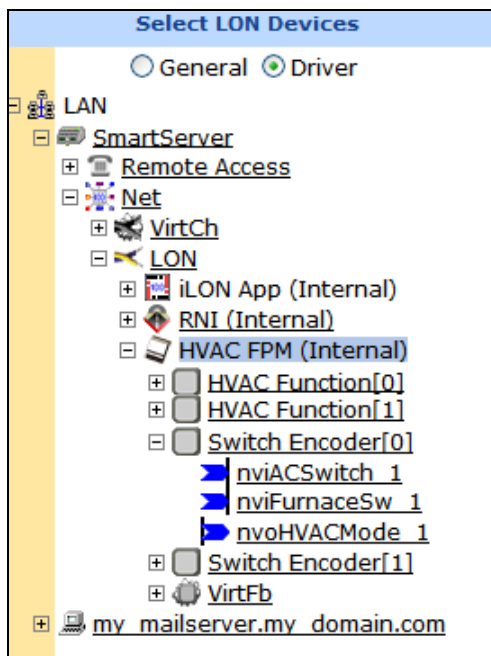 Select LON Devices
General Driver
LAN
SmartServer
Remote Access
Net
VirtCh
LON
iLON App (Internal)
RNI (Internal)
HVAC FPM (Internal)
HVAC Function[0]
HVAC Function[1]
Switch Encoder[0]
nviACSwitch_1
nviFurnaceSw_1
nvoHVACMode_1
Switch Encoder[1]
VirtFb
my_mailserver.my_domain.com